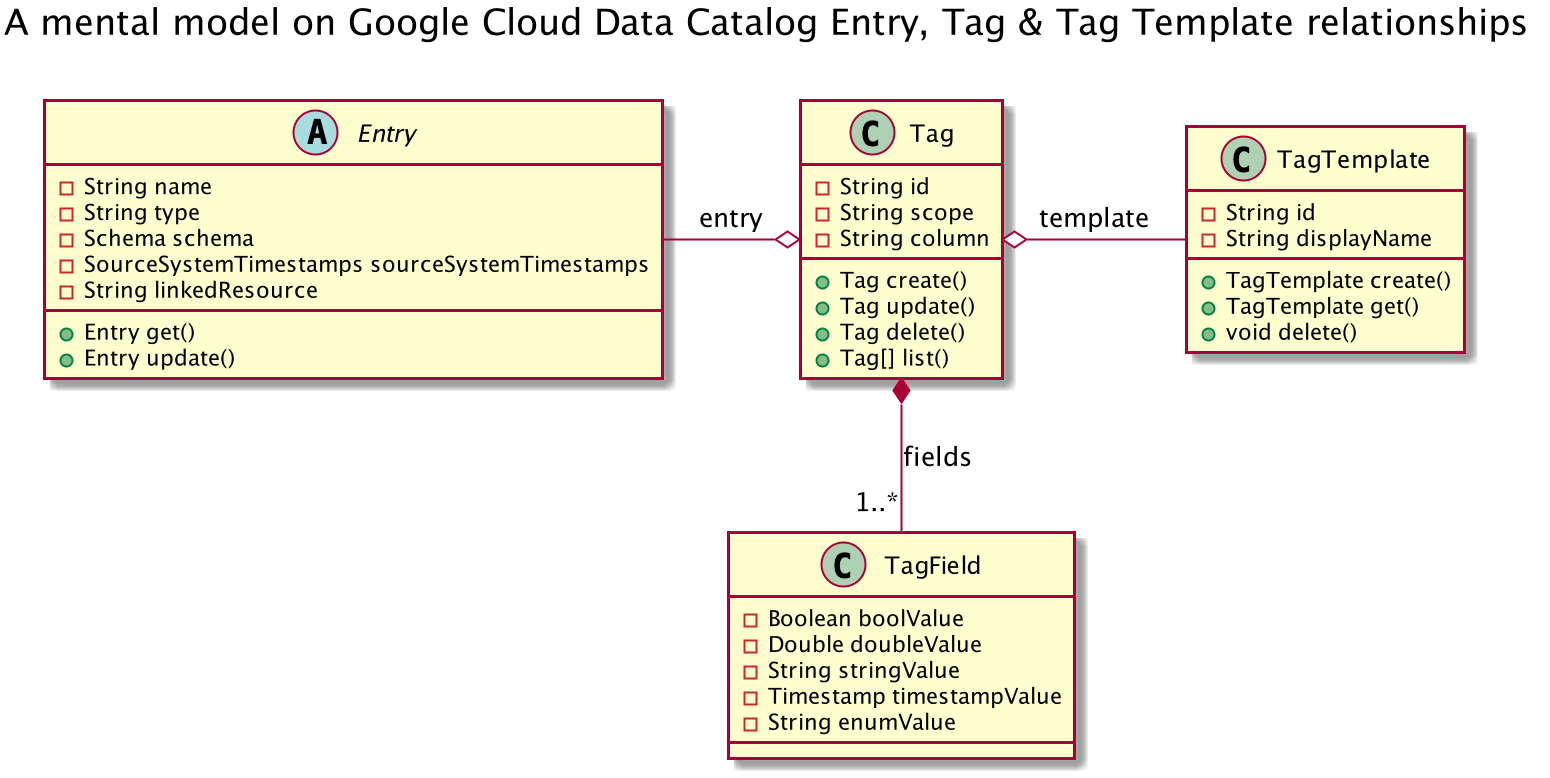 A mental model on Google Cloud Data Catalog Entry, Tag & Tag Template relationships
A Entry
String name
String type
Schema schema
SourceSystemTimestamps sourceSystemTimestamps
String linkedResource
Entry get()
Entry update()
entry
C Tag
String id
String scope
String column
Tag create()
Tag update()
Tag delete()
Tag[] list()
template
C TagTemplate
String id
String displayName
TagTemplate create()
TagTemplate get()
void delete()
fields
1..*
C TagField
Boolean boolValue
Double doubleValue
String stringValue
Timestamp timestampValue
String enumValue